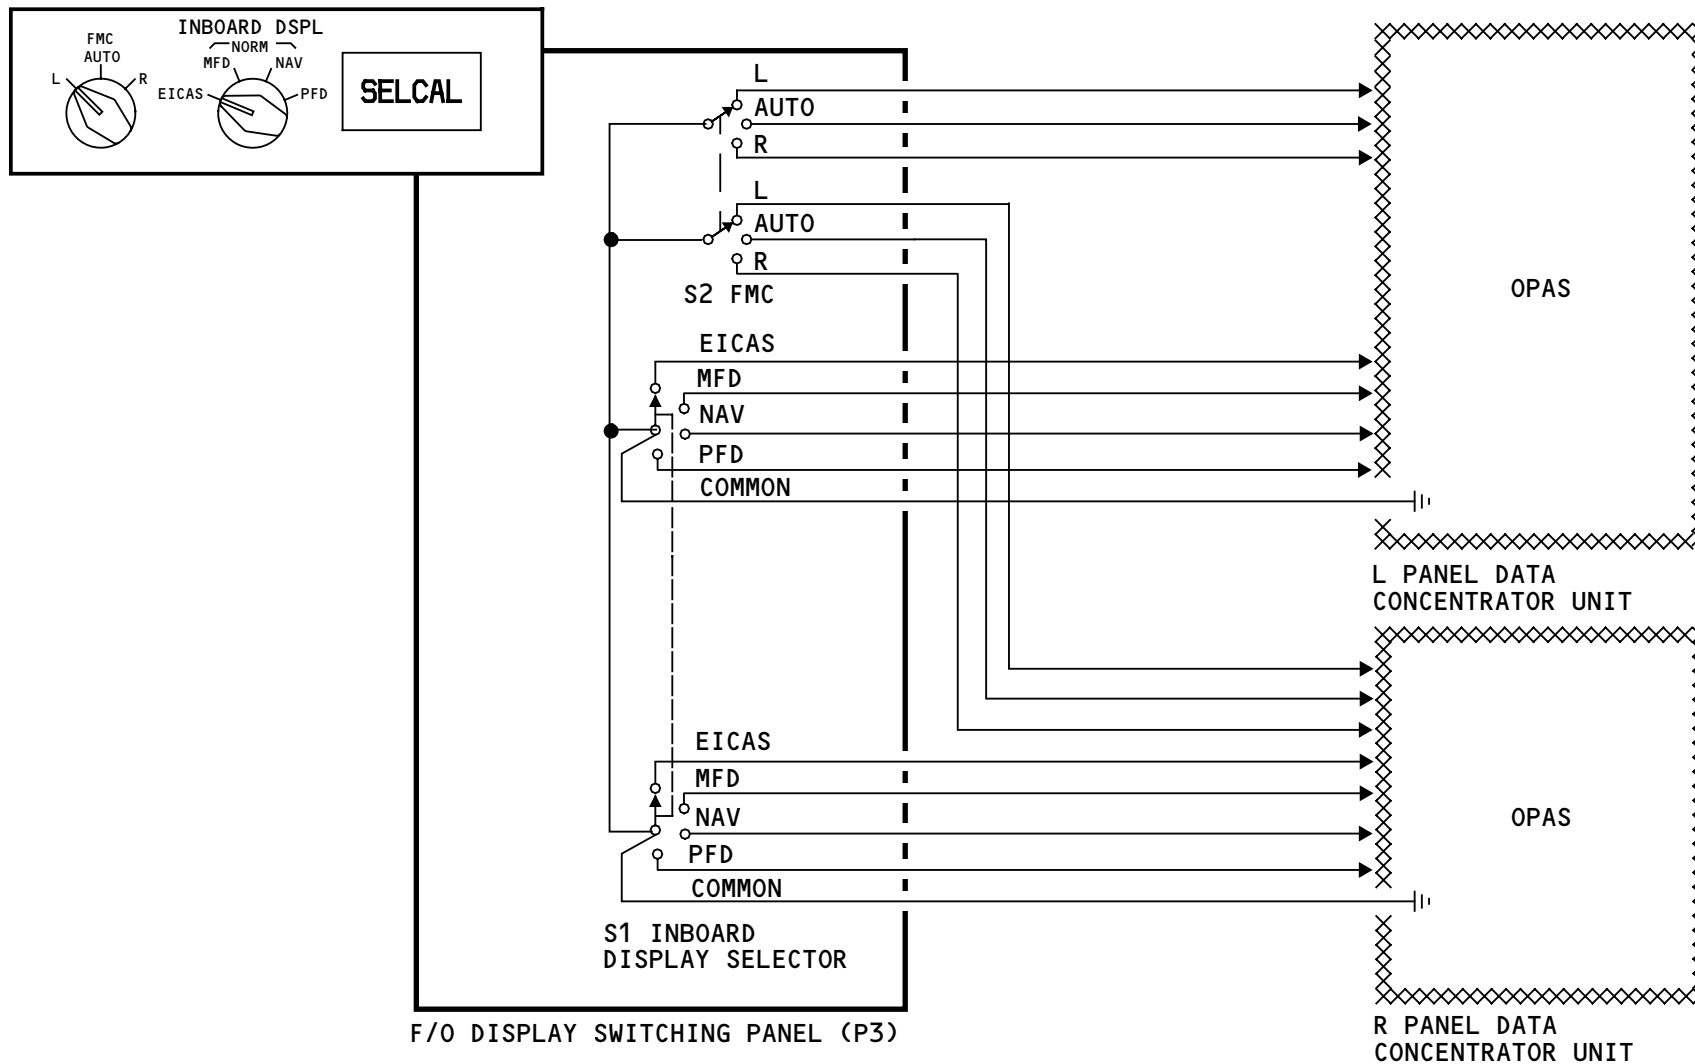 INBOARD DSPL
FMC
AUTO
L
R
NORM
MFD
NAV
EICAS
PFD
SELCAL
L
AUTO
R
L
AUTO
R
S2 FMC
EICAS
MFD
NAV
PFD
COMMON
OPAS
L PANEL DATA
CONCENTRATOR UNIT
EICAS
MFD
NAV
PFD
COMMON
S1 INBOARD
DISPLAY SELECTOR
OPAS
F/O DISPLAY SWITCHING PANEL (P3)
R PANEL DATA
CONCENTRATOR UNIT